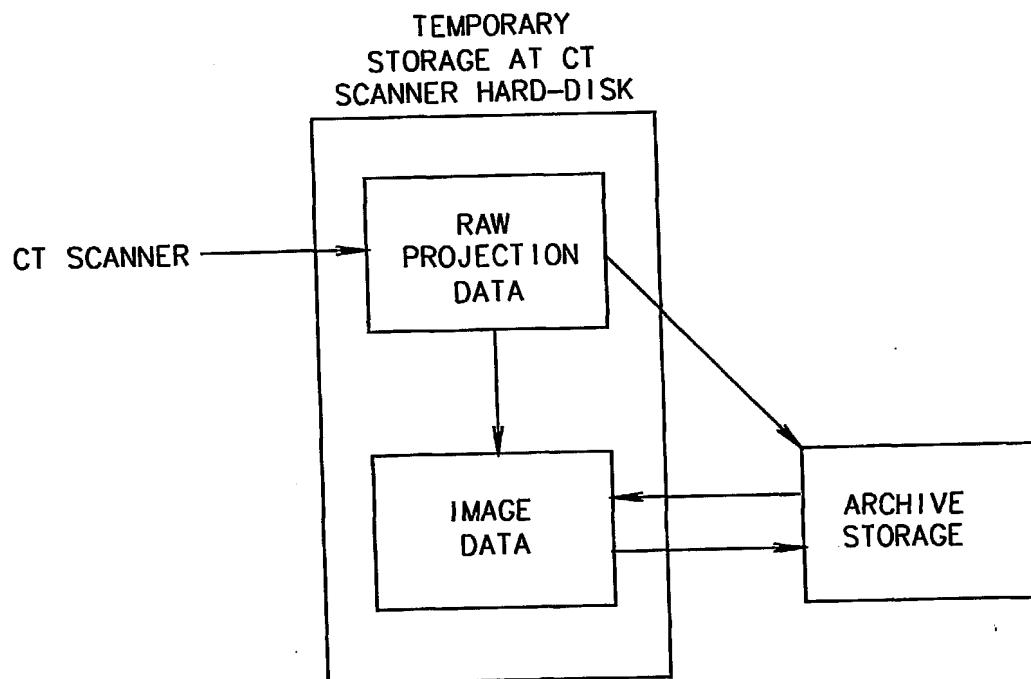 TEMPORARY
STORAGE AT CT
SCANNER HARD-DISK
RAW
PROJECTION
DATA
CT SCANNER
IMAGE
DATA
ARCHIVE
STORAGE